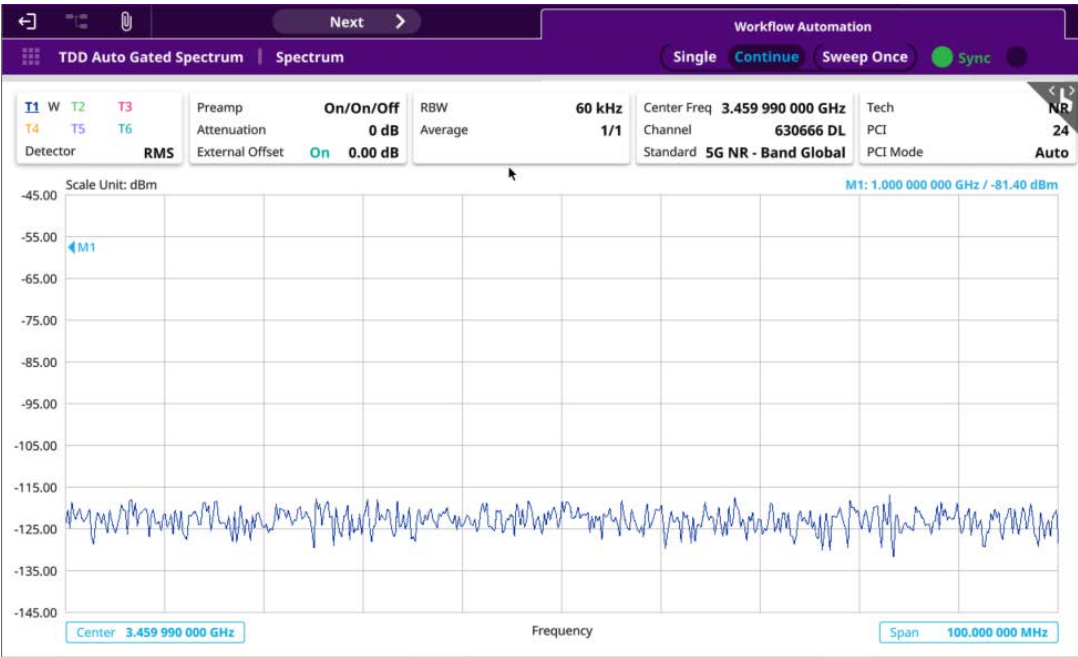 Next
Workflow Automation
TDD Auto Gated Spectrum | Spectrum
Single Continue Sweep Once Sync
T1 W T2 T3
T4 T5 T6
Detector RMS
Preamp On/On/Off
Attenuation 0 dB
External Offset On 0.00 dB
RBW 60 kHz
Average 1/1
Center Freq 3.459 990 000 GHz
Channel 630666 DL
Standard 5G NR - Band Global
Tech NR
PCI 24
PCI Mode Auto
Scale Unit: dBm
M1: 1.000 000 000 GHz / -81.40 dBm
-45.00
-55.00
M1
-65.00
-75.00
-85.00
-95.00
-105.00
-115.00
-125.00
-135.00
-145.00
Center 3.459 990 000 GHz
Frequency
Span 100.000 000 MHz